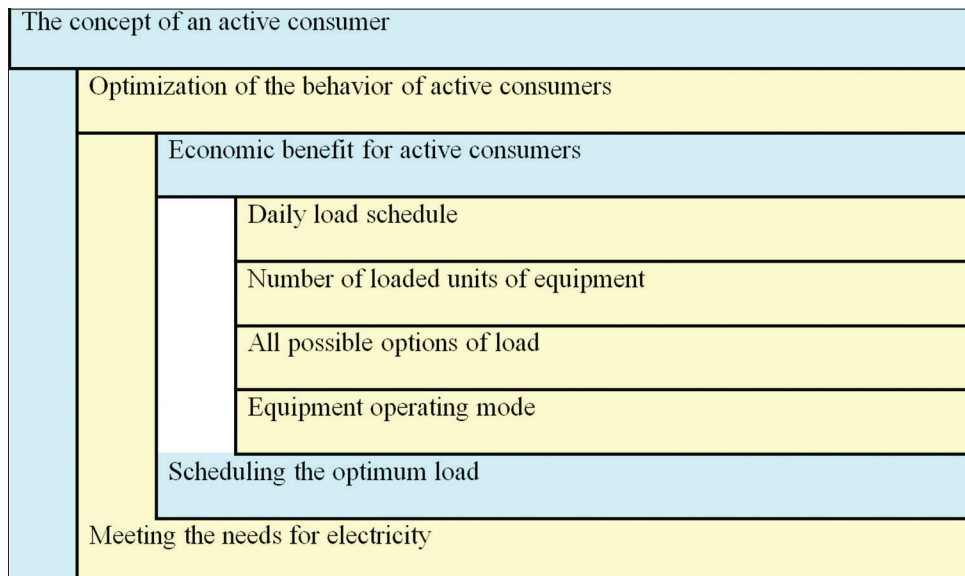 The concept of an active consumer
Optimization of the behavior of active consumers
Economic benefit for active consumers
Daily load schedule
Number of loaded units of equipment
All possible options of load
Equipment operating mode
Scheduling the optimum load
Meeting the needs for electricity